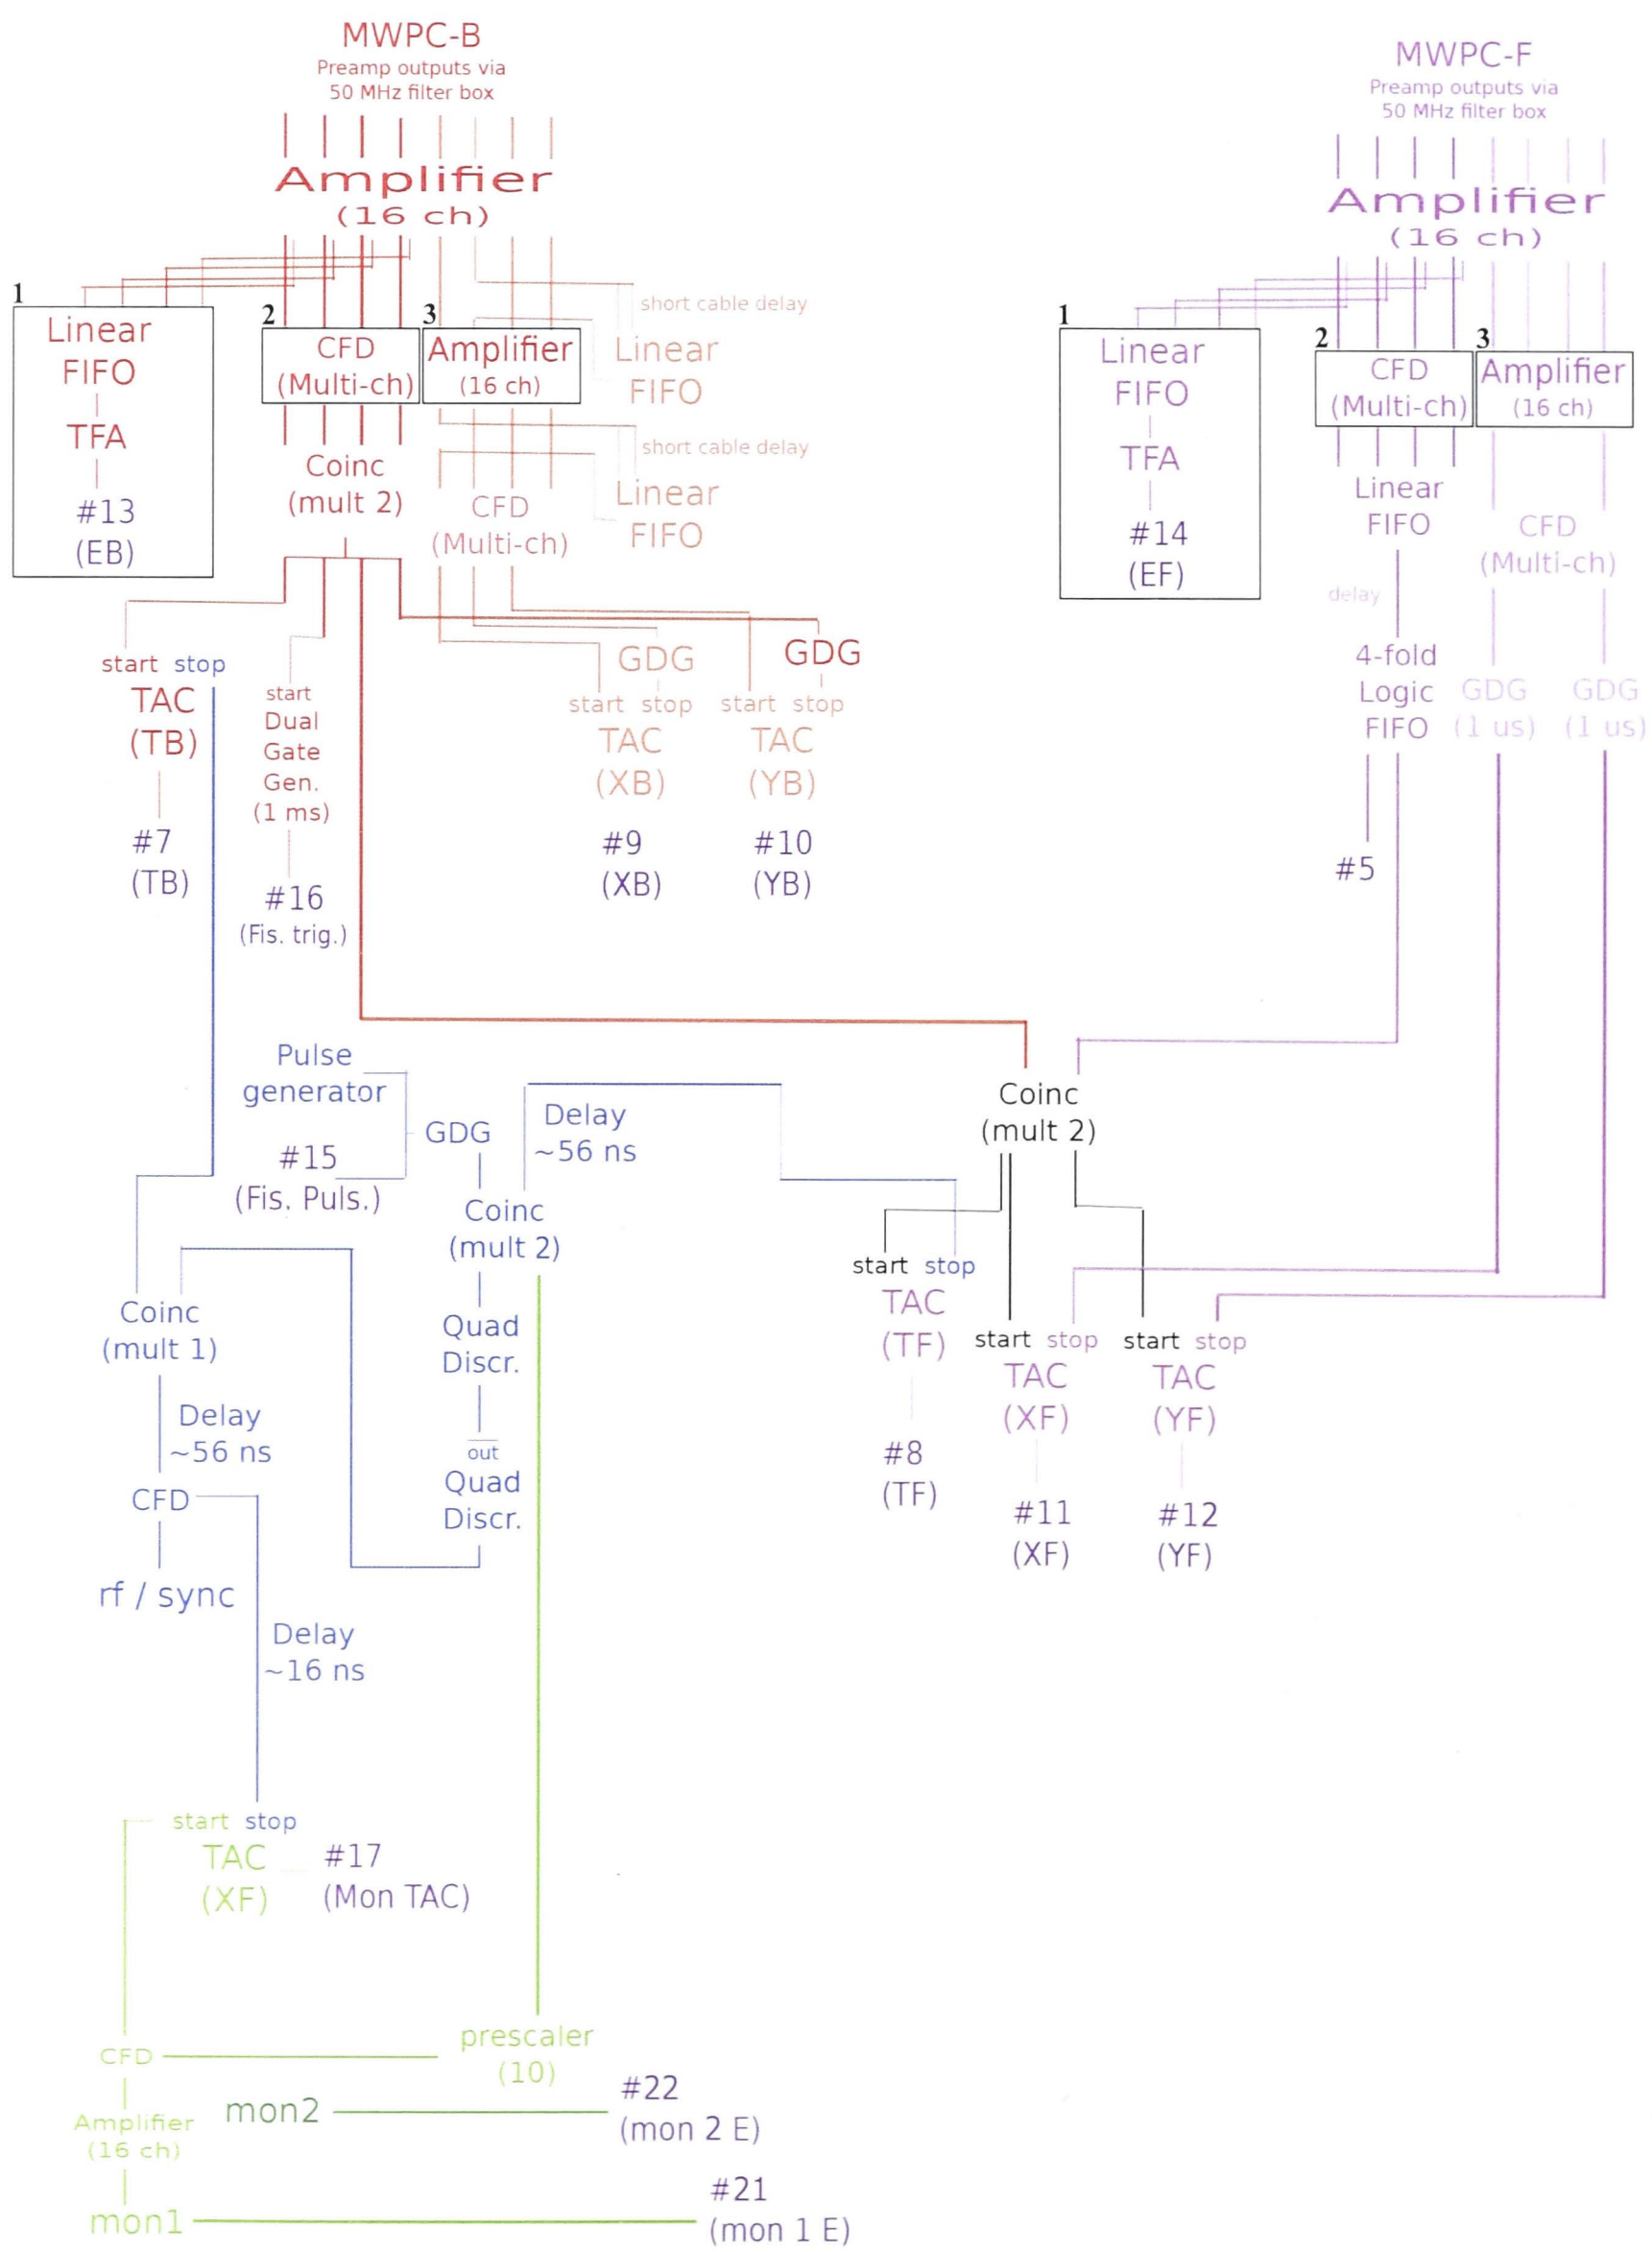 MWPC-B
Preamp outputs via
50 MHz filter box
Amplifier
(16 ch)
1
Linear
FIFO
TFA
#13
(EB)
2
CFD
(Multi-ch)
3
Amplifier
(16 ch)
short cable delay
Linear
FIFO
short cable delay
Linear
FIFO
Coinc
(mult 2)
CFD
(Multi-ch)
start stop
TAC
(TB)
#7
(TB)
start
Dual
Gate
Gen.
(1 ms)
#16
(Fis. trig.)
GDG
start stop
TAC
(XB)
#9
(XB)
GDG
start stop
TAC
(YB)
#10
(YB)
MWPC-F
Preamp outputs via
50 MHz filter box
Amplifier
(16 ch)
1
Linear
FIFO
TFA
#14
(EF)
2
CFD
(Multi-ch)
3
Amplifier
(16 ch)
Linear
FIFO
delay
4-fold
Logic
FIFO
#5
CFD
(Multi-ch)
GDG
(1 us)
GDG
(1 us)
Pulse
generator
#15
(Fis. Puls.)
GDG
Delay
~56 ns
Coinc
(mult 2)
Quad
Discr.
out
Quad
Discr.
Coinc
(mult 2)
start stop
TAC
(TF)
#8
(TF)
start stop
TAC
(XF)
#11
(XF)
start stop
TAC
(YF)
#12
(YF)
Coinc
(mult 1)
Delay
~56 ns
CFD
rf / sync
Delay
~16 ns
start stop
TAC
(XF)
#17
(Mon TAC)
CFD
prescaler
(10)
Amplifier
(16 ch)
mon2
#22
(mon 2 E)
mon1
#21
(mon 1 E)